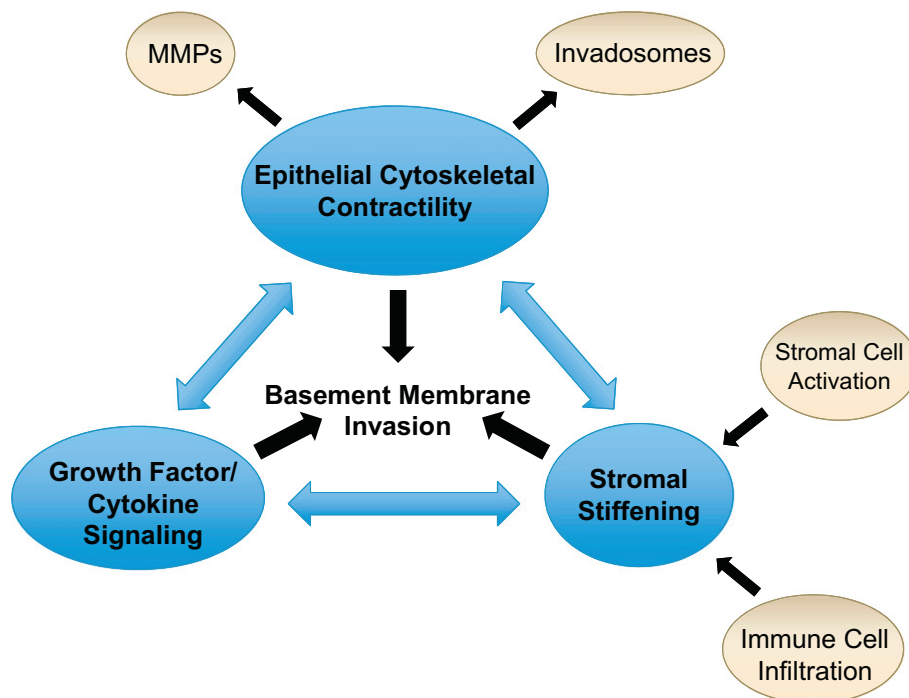 MMPs
Invadosomes
Epithelial Cytoskeletal
Contractility
Stromal Cell
Activation
Basement Membrane
Invasion
Growth Factor/
Cytokine
Signaling
Stromal
Stiffening
Immune Cell
Infiltration